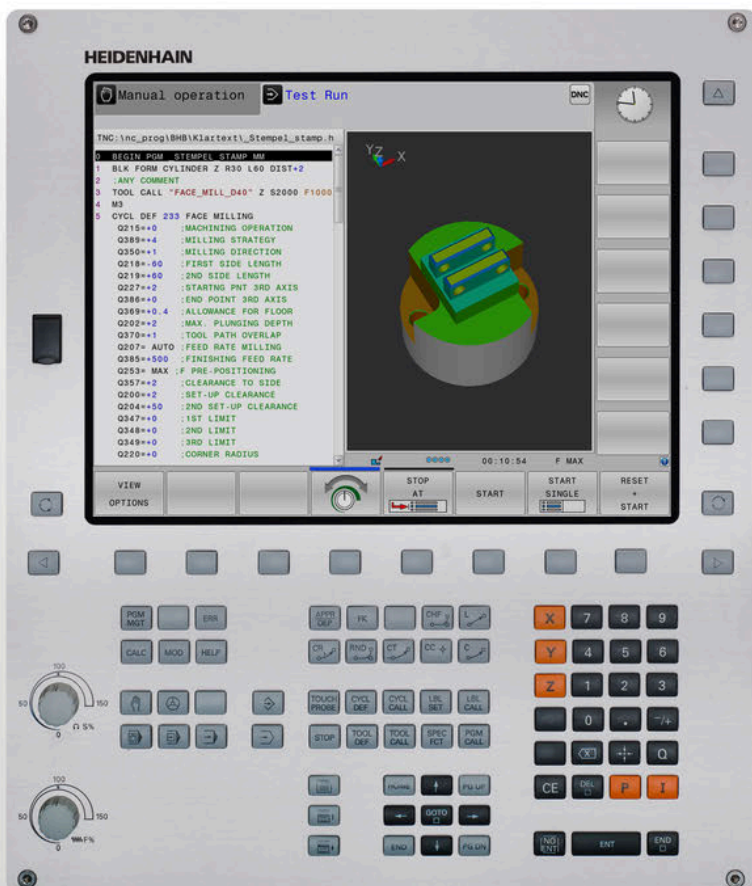 HEIDENHAIN
Manual operation
Test Run
DNC
TNC:\nc_prog\BHB\Klartext\_Stempel_stamp.h
0 BEGIN PGM _STEMPEL_STAMP MM
1 BLK FORM CYLINDER Z R30 L60 DIST+2
2 ;ANY COMMENT
3 TOOL CALL "FACE_MILL_D40" Z S2000 F1000
4 M3
5 CYCL DEF 233 FACE MILLING
Q215=+0 ;MACHINING OPERATION
Q389=+4 ;MILLING STRATEGY
Q350=+1 ;MILLING DIRECTION
Q218=-60 ;FIRST SIDE LENGTH
Q219=+60 ;2ND SIDE LENGTH
Q227=+2 ;STARTNG PNT 3RD AXIS
Q386=+0 ;END POINT 3RD AXIS
Q369=+0.4 ;ALLOWANCE FOR FLOOR
Q202=+2 ;MAX. PLUNGING DEPTH
Q370=+1 ;TOOL PATH OVERLAP
Q207= AUTO ;FEED RATE MILLING
Q385=+500 ;FINISHING FEED RATE
Q253= MAX ;F PRE-POSITIONING
Q357=+2 ;CLEARANCE TO SIDE
Q200=+2 ;SET-UP CLEARANCE
Q204=+50 ;2ND SET-UP CLEARANCE
Q347=+0 ;1ST LIMIT
Q348=+0 ;2ND LIMIT
Q349=+0 ;3RD LIMIT
Q220=+0 ;CORNER RADIUS
YZ X
00:10:54 F MAX
VIEW OPTIONS
STOP AT
START
START SINGLE
RESET + START
PGM MGT
ERR
CALC
MOD
HELP
APPR DEP
FK
CHF
L
CR
RND
CT
CC
C
TOUCH PROBE
CYCL DEF
CYCL CALL
LBL SET
LBL CALL
STOP
TOOL DEF
TOOL CALL
SPEC FCT
PGM CALL
HOME
PG UP
GOTO
END
PG DN
X 7 8 9
Y 4 5 6
Z 1 2 3
0 . -/+
X Q
CE DEL P I
NO ENT
ENT
END
100
50 150
0 S%
100
50 150
0 F%